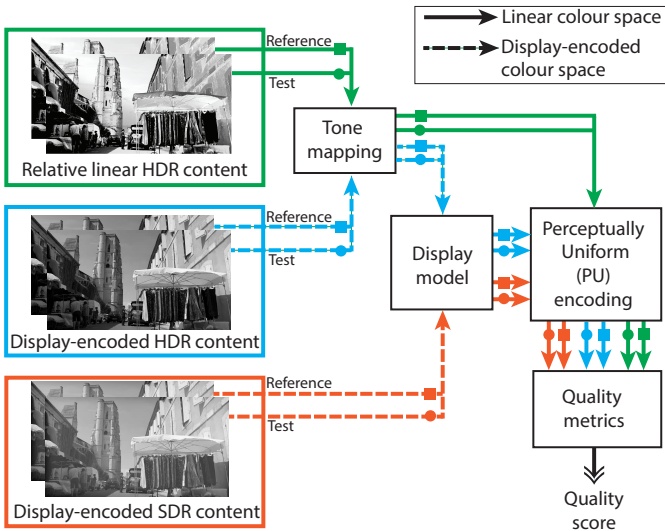 Reference
Test
Relative linear HDR content
Linear colour space
Display-encoded
colour space
Tone
mapping
Reference
Test
Display-encoded HDR content
Display
model
Perceptually
Uniform
(PU)
encoding
Reference
Test
Display-encoded SDR content
Quality
metrics
Quality
score